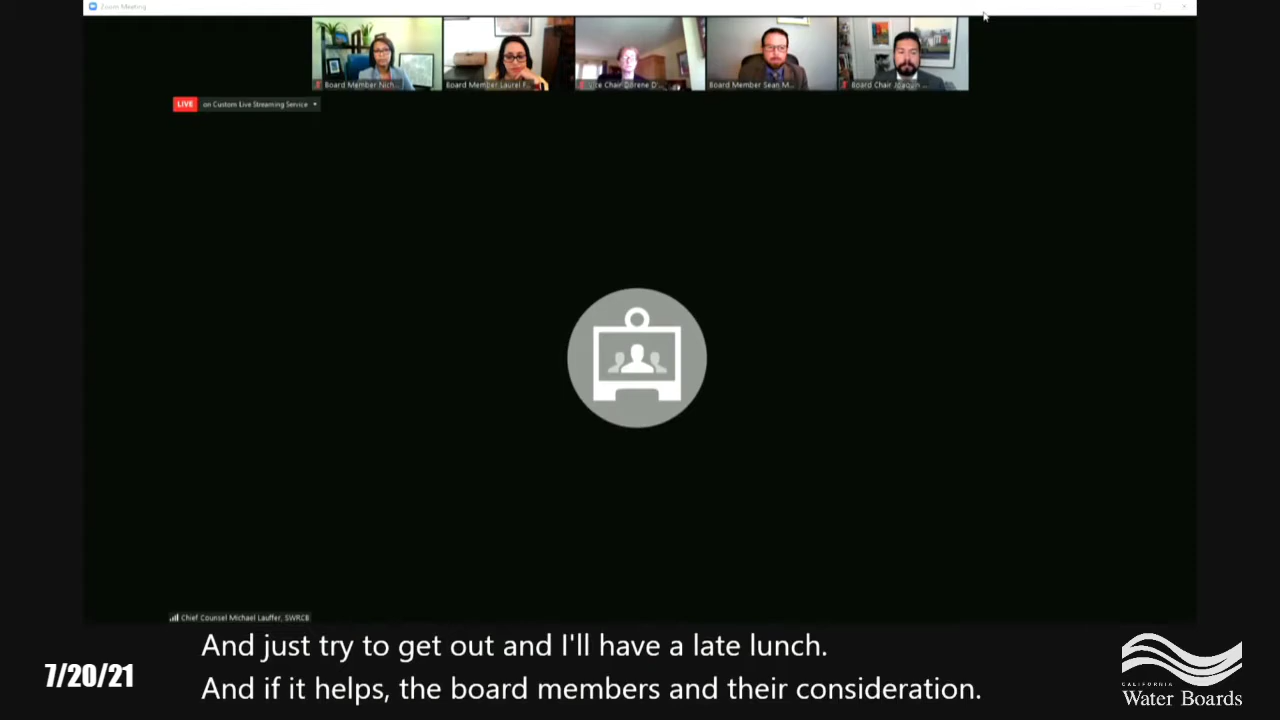 Zoom Meeting
Board Member Nich...
Board Member Laurel F...
Vice Chair Dorene D...
Board Member Sean M...
Board Chair Joaquin ...
LIVE on Custom Live Streaming Service
Chief Counsel Michael Lauffer, SWRCB
And just try to get out and I'll have a late lunch.
And if it helps, the board members and their consideration.
7/20/21
CALIFORNIA
Water Boards